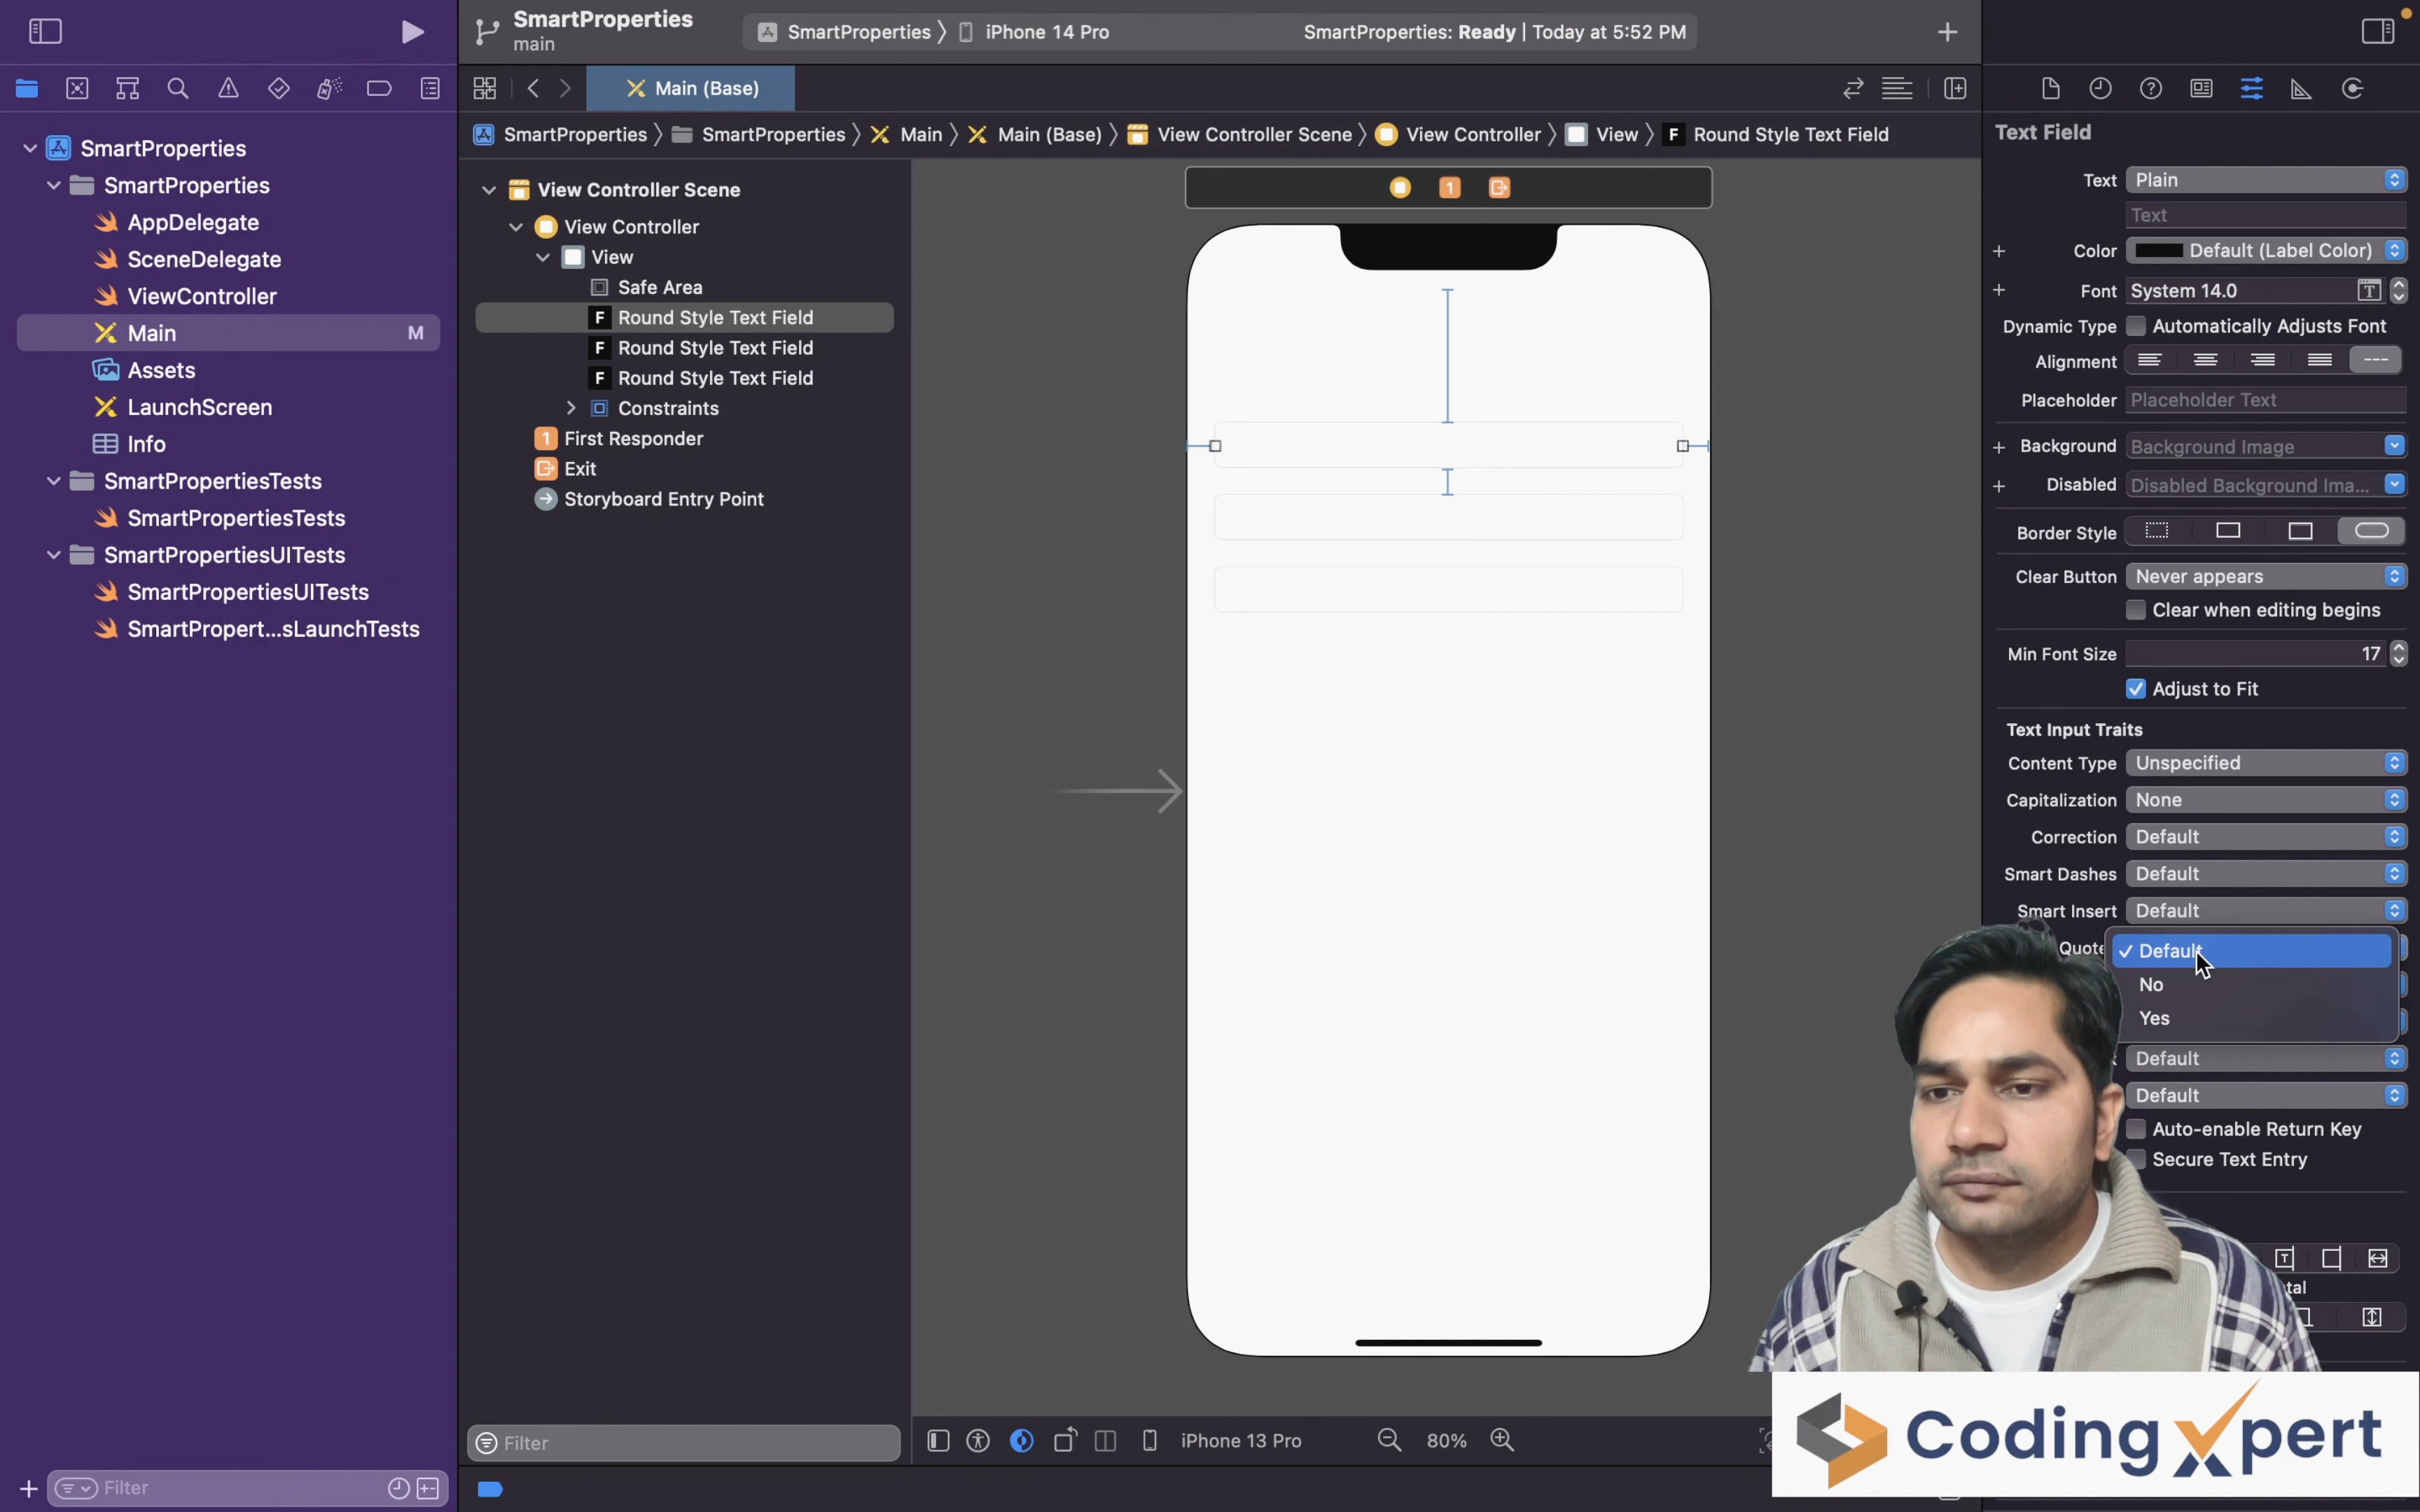 SmartProperties
main
SmartProperties
iPhone 14 Pro
SmartProperties: Ready | Today at 5:52 PM
Main (Base)
SmartProperties
SmartProperties
Main
Main (Base)
View Controller Scene
View Controller
View
F
Round Style Text Field
SmartProperties
SmartProperties
AppDelegate
SceneDelegate
ViewController
Main
M
Assets
LaunchScreen
Info
SmartPropertiesTests
SmartPropertiesTests
SmartPropertiesUITests
SmartPropertiesUITests
SmartPropert...sLaunchTests
Filter
View Controller Scene
View Controller
View
Safe Area
F Round Style Text Field
F Round Style Text Field
F Round Style Text Field
Constraints
1 First Responder
Exit
Storyboard Entry Point
Filter
1
iPhone 13 Pro
80%
Text Field
Text Plain
Text
Color Default (Label Color)
Font System 14.0
Dynamic Type Automatically Adjusts Font
Alignment
Placeholder Placeholder Text
Background Background Image
Disabled Disabled Background Ima...
Border Style
Clear Button Never appears
Clear when editing begins
Min Font Size 17
Adjust to Fit
Text Input Traits
Content Type Unspecified
Capitalization None
Correction Default
Smart Dashes Default
Smart Insert Default
Default
No
Yes
Default
Default
Auto-enable Return Key
Secure Text Entry
CodingXpert